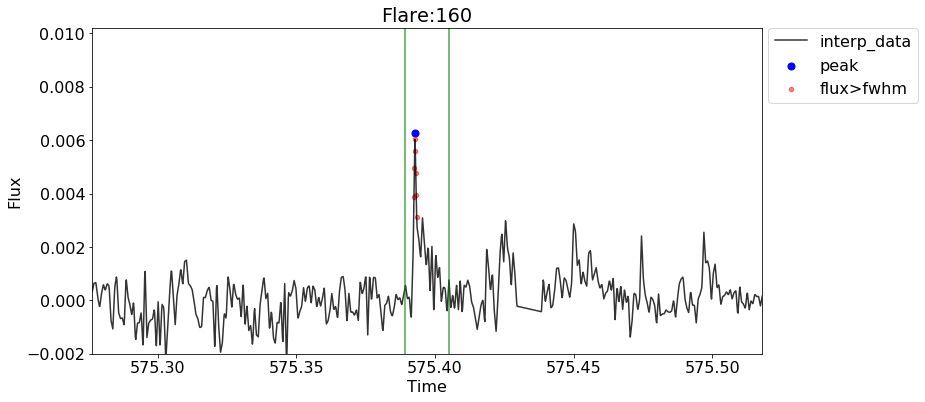 Flare:160
0.010
0.008
0.006
0.004
0.002
0.000
−0.002
Flux
575.30
575.35
575.40
575.45
575.50
Time
interp_data
peak
flux>fwhm